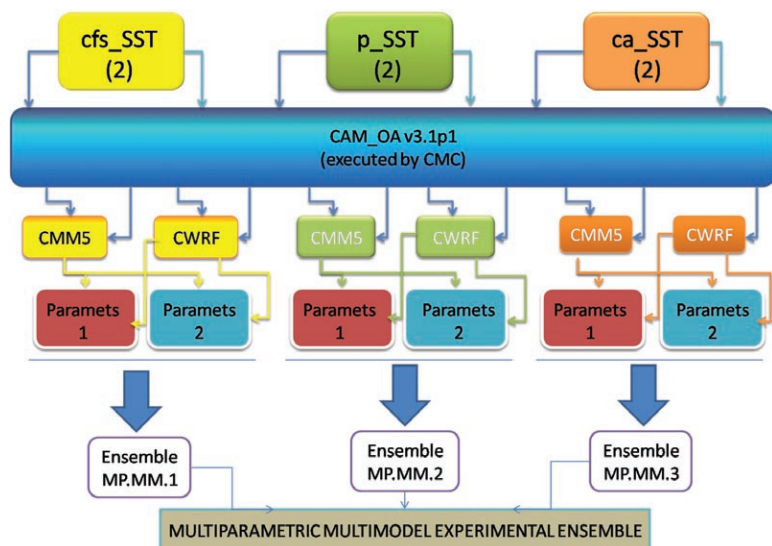 cfs_SST
(2)
p_SST
(2)
ca_SST
(2)
CAM_OA v3.1p1
(executed by CMC)
CMM5
CWRF
CMM5
CWRF
CMM5
CWRF
Paramets
1
Paramets
2
Paramets
1
Paramets
2
Paramets
1
Paramets
2
Ensemble
MP.MM.1
Ensemble
MP.MM.2
Ensemble
MP.MM.3
MULTIPARAMETRIC MULTIMODEL EXPERIMENTAL ENSEMBLE